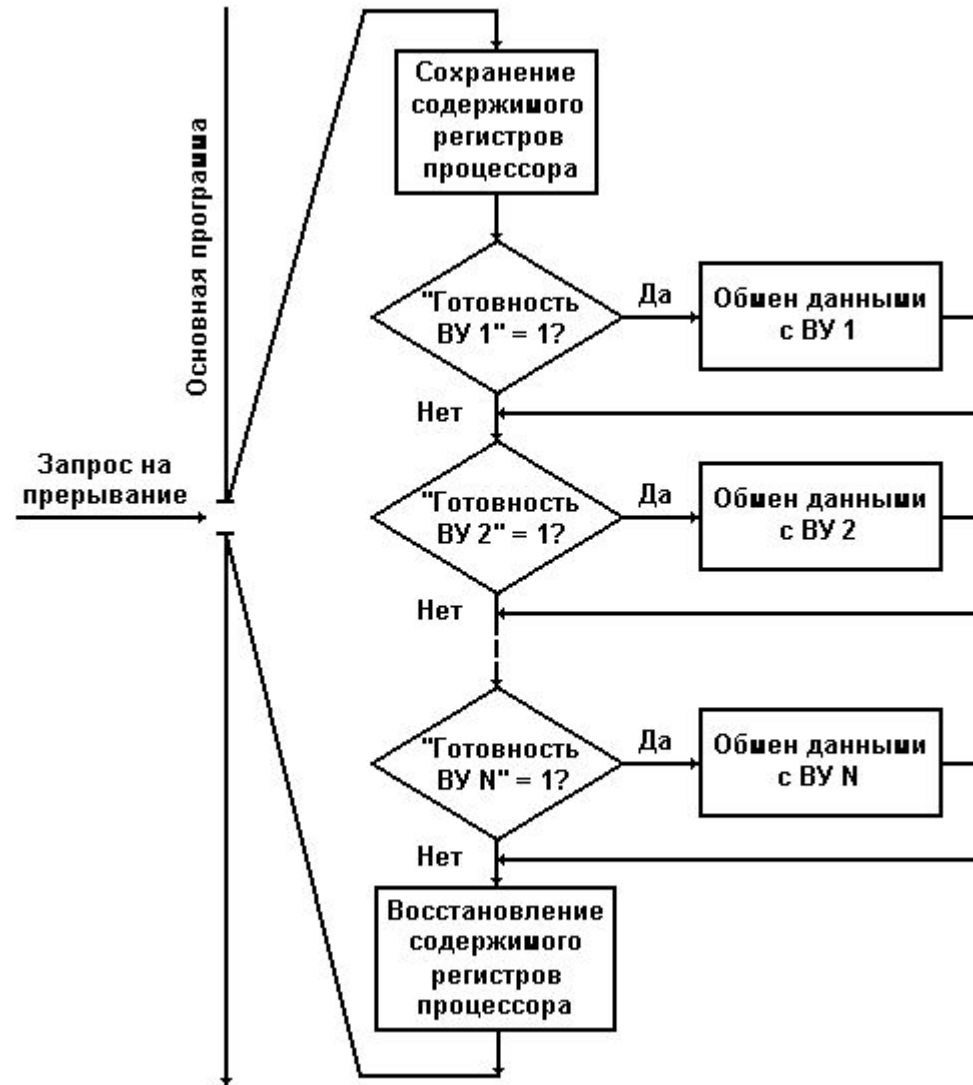 Сохранение
содержимого
регистров
процессора
Основная программа
"Готовность
ВУ 1" = 1?
Да
Обмен данными
с ВУ 1
Нет
Запрос на
прерывание
"Готовность
ВУ 2" = 1?
Да
Обмен данными
с ВУ 2
Нет
"Готовность
ВУ N" = 1?
Да
Обмен данными
с ВУ N
Нет
Восстановление
содержимого
регистров
процессора